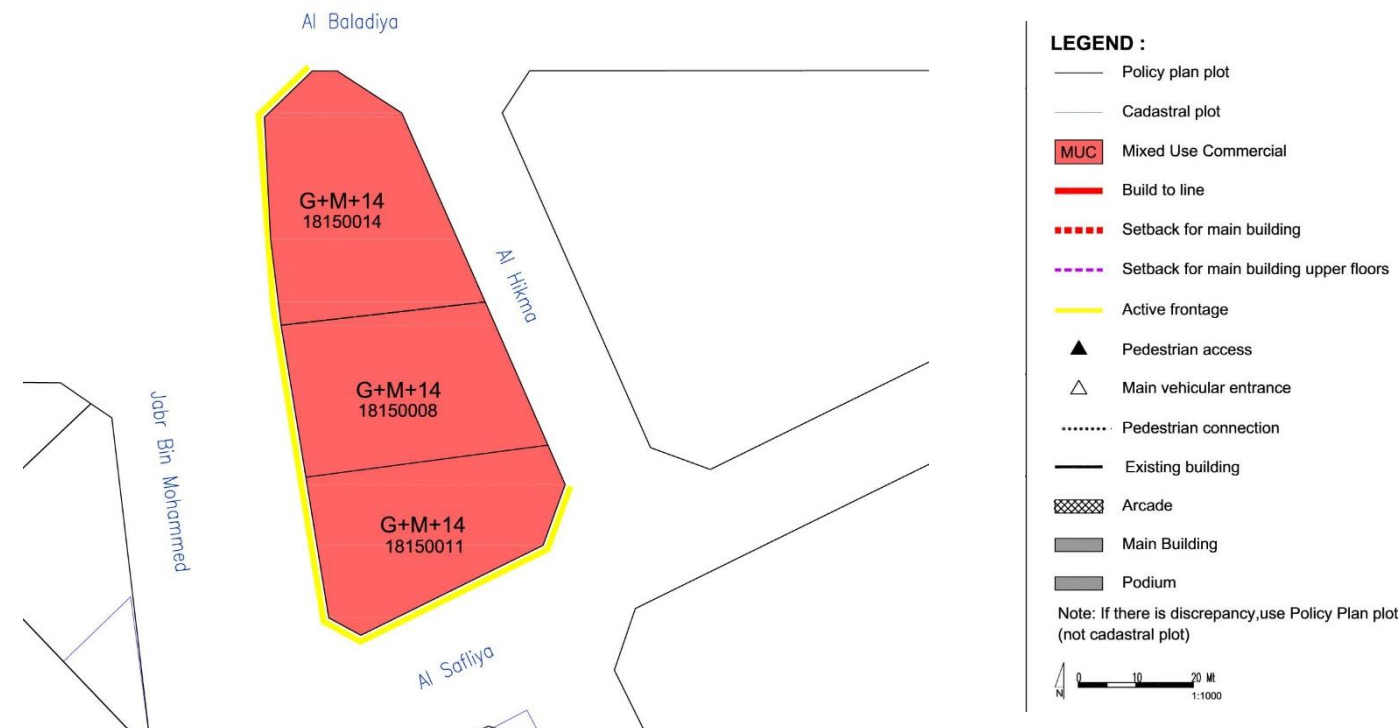 Al Baladiya
G+M+14
18150014
Al Hikma
G+M+14
18150008
Jabr Bin Mohammed
G+M+14
18150011
Al Safliya
LEGEND :
Policy plan plot
Cadastral plot
MUC Mixed Use Commercial
Build to line
Setback for main building
Setback for main building upper floors
Active frontage
Pedestrian access
Main vehicular entrance
Pedestrian connection
Existing building
Arcade
Main Building
Podium
Note: If there is discrepancy,use Policy Plan plot
(not cadastral plot)
N 0 10 20 Mt
1:1000